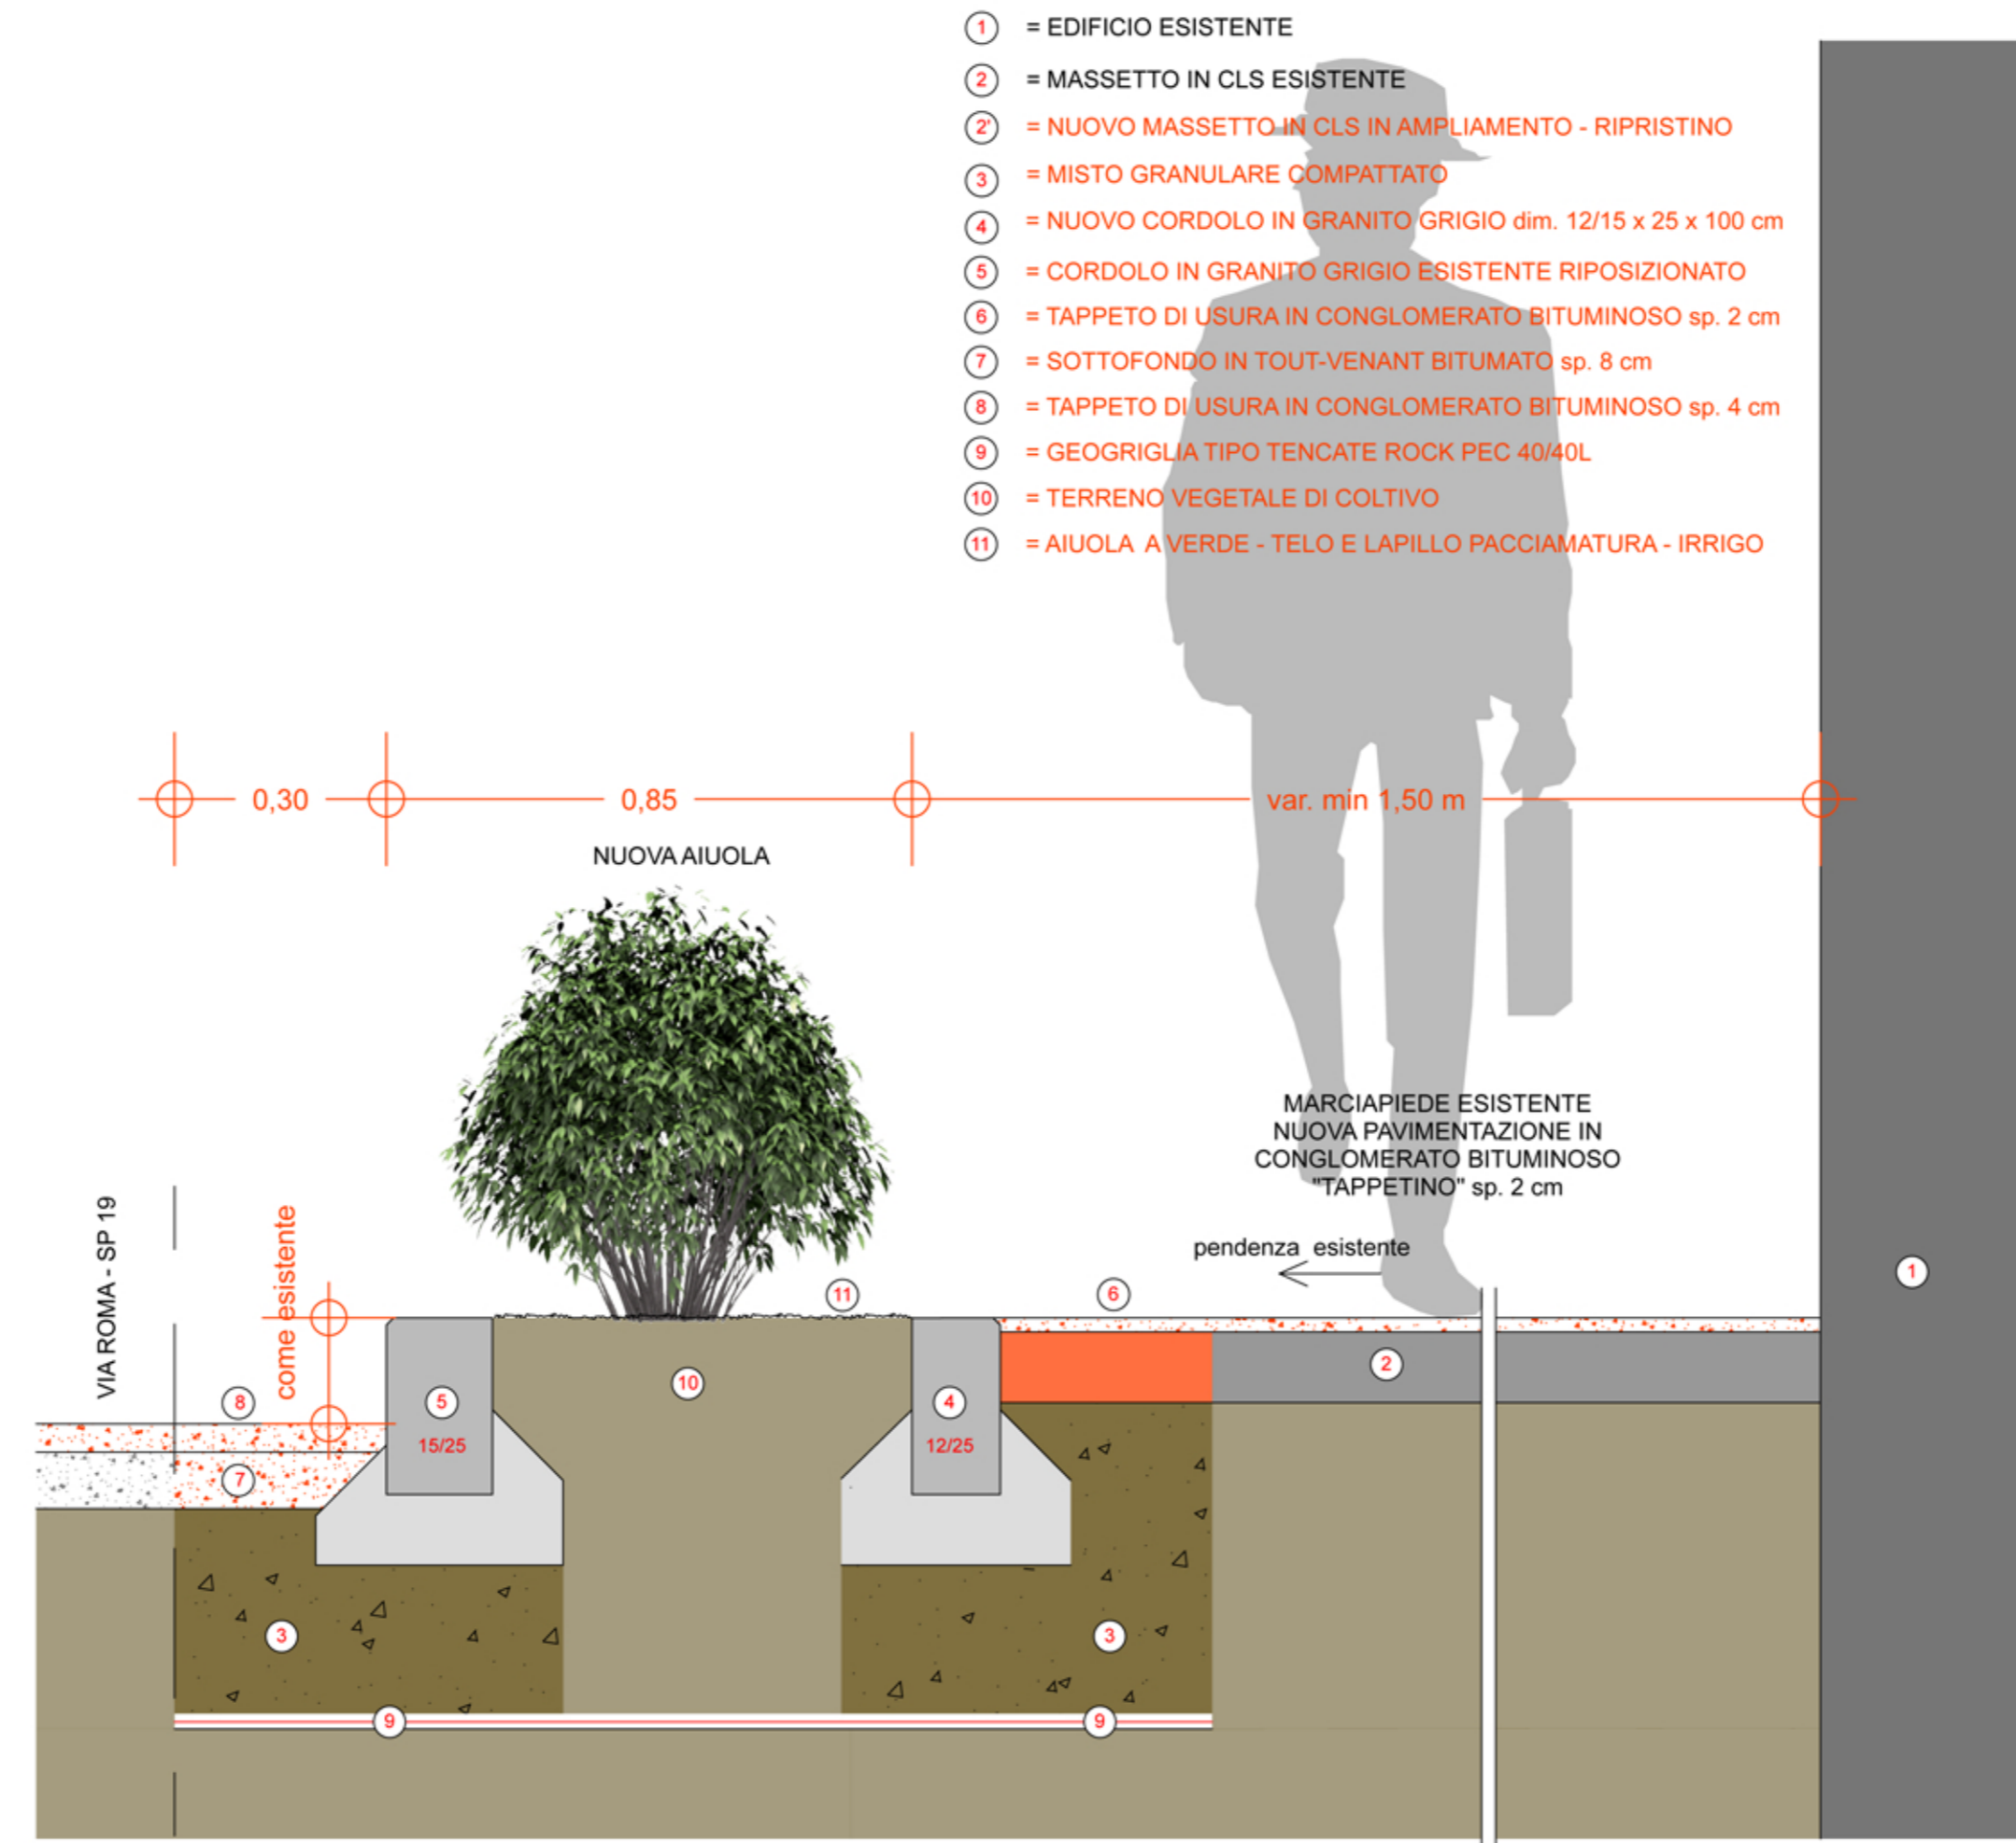 1 = EDIFICIO ESISTENTE
2 = MASSETTO IN CLS ESISTENTE
2' = NUOVO MASSETTO IN CLS IN AMPLIAMENTO - RIPRISTINO
3 = MISTO GRANULARE COMPATTATO
4 = NUOVO CORDOLO IN GRANITO GRIGIO dim. 12/15 x 25 x 100 cm
5 = CORDOLO IN GRANITO GRIGIO ESISTENTE RIPOSIZIONATO
6 = TAPPETO DI USURA IN CONGLOMERATO BITUMINOSO sp. 2 cm
7 = SOTTOFONDO IN TOUT-VENANT BITUMATO sp. 8 cm
8 = TAPPETO DI USURA IN CONGLOMERATO BITUMINOSO sp. 4 cm
9 = GEOGRIGLIA TIPO TENCATE ROCK PEC 40/40L
10 = TERRENO VEGETALE DI COLTIVO
11 = AIUOLA A VERDE - TELO E LAPILLO PACCIAMATURA - IRRIGO
0,30
0,85
var. min 1,50 m
NUOVA AIUOLA
MARCIAPIEDE ESISTENTE
NUOVA PAVIMENTAZIONE IN
CONGLOMERATO BITUMINOSO
"TAPPETINO" sp. 2 cm
VIA ROMA - SP 19
come esistente
pendenza esistente
1
11
6
2
10
8
5
4
15/25
12/25
7
3
3
9
9